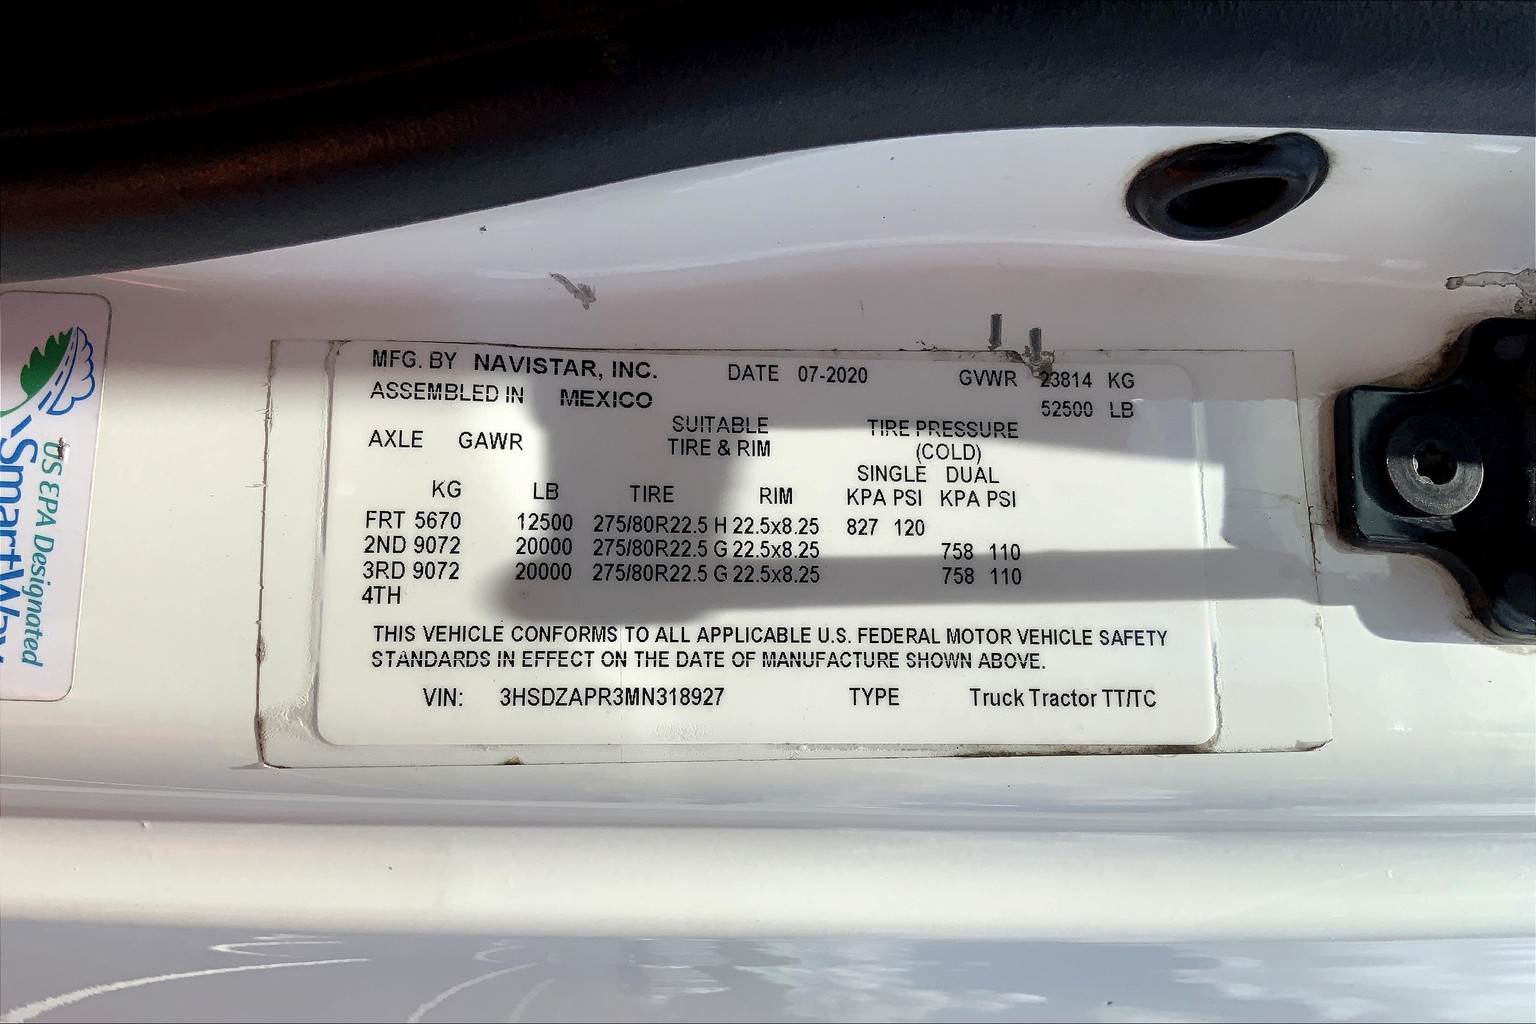 MFG. BY NAVISTAR, INC. DATE 07-2020 GVWR 23814 KG
ASSEMBLED IN MEXICO 52500 LB
AXLE GAWR SUITABLE TIRE PRESSURE
TIRE & RIM (COLD)
SINGLE DUAL
KG LB TIRE RIM KPA PSI KPA PSI
FRT 5670 12500 275/80R22.5 H 22.5x8.25 827 120
2ND 9072 20000 275/80R22.5 G 22.5x8.25 758 110
3RD 9072 20000 275/80R22.5 G 22.5x8.25 758 110
4TH
THIS VEHICLE CONFORMS TO ALL APPLICABLE U.S. FEDERAL MOTOR VEHICLE SAFETY
STANDARDS IN EFFECT ON THE DATE OF MANUFACTURE SHOWN ABOVE.
VIN: 3HSDZAPR3MN318927 TYPE Truck Tractor TT/TC
US EPA Designated
SmartWay